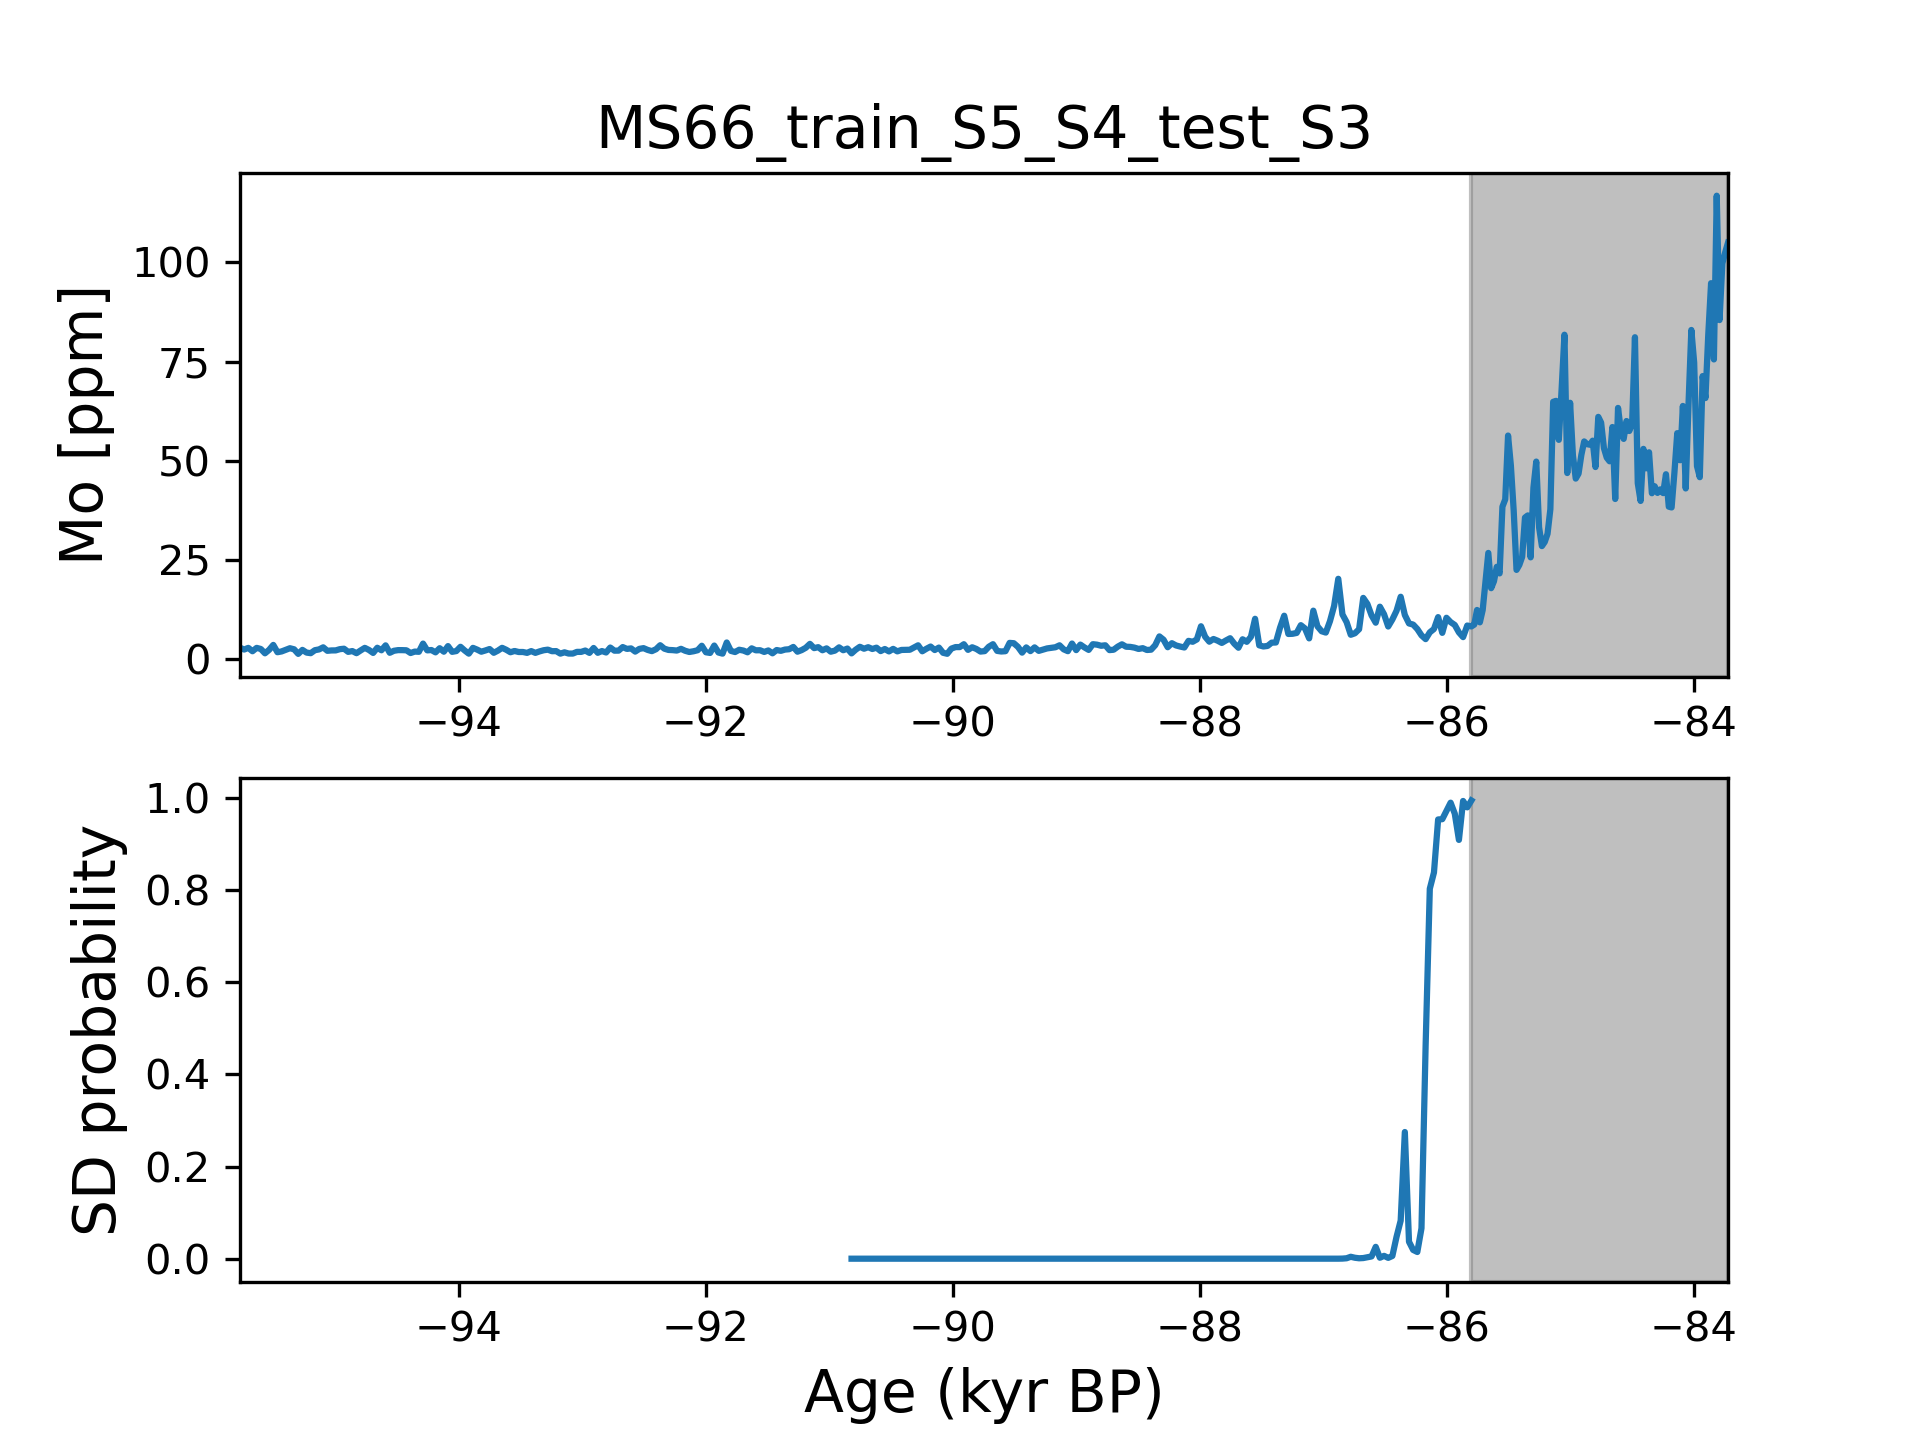 MS66_train_S5_S4_test_S3
Mo [ppm]
100
75
50
25
0
−94 −92 −90 −88 −86 −84
SD probability
1.0
0.8
0.6
0.4
0.2
0.0
−94 −92 −90 −88 −86 −84
Age (kyr BP)